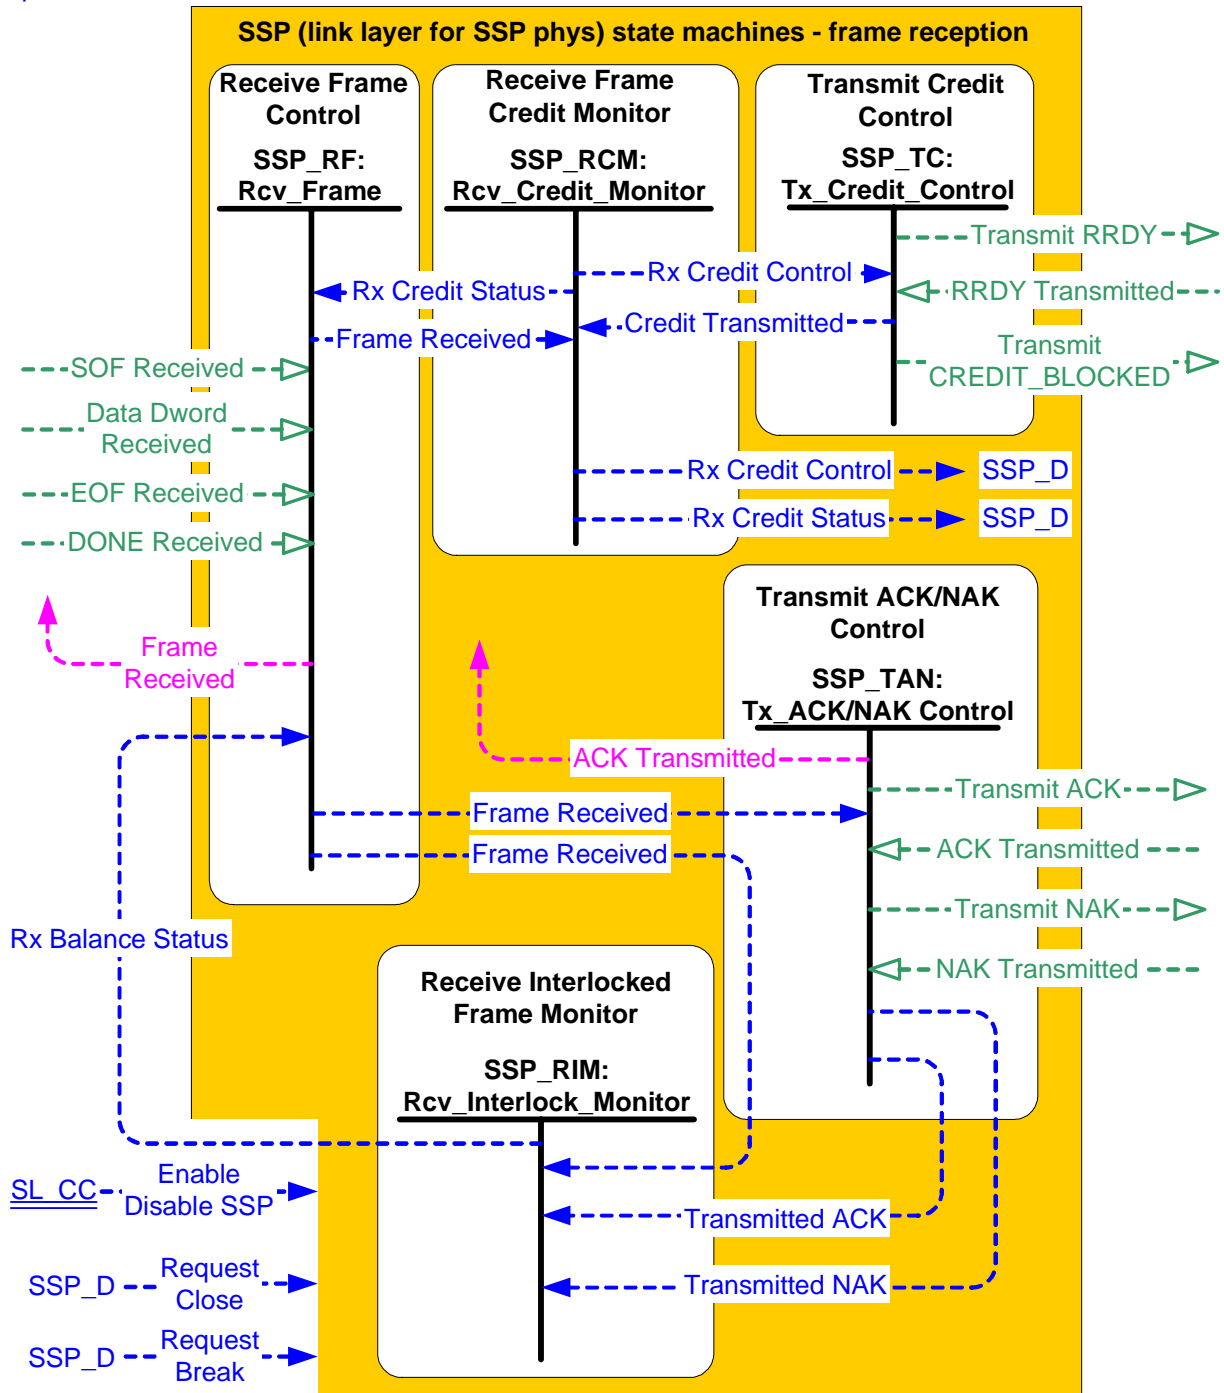 SSP (link layer for SSP phys) state machines - frame reception
Receive Frame
Control
SSP_RF:
Rcv_Frame
Receive Frame
Credit Monitor
SSP_RCM:
Rcv_Credit_Monitor
Transmit Credit
Control
SSP_TC:
Tx_Credit_Control
Transmit RRDY
Rx Credit Control
Rx Credit Status
RRDY Transmitted
Credit Transmitted
Frame Received
Transmit
CREDIT_BLOCKED
SOF Received
Data Dword
Received
EOF Received
DONE Received
Rx Credit Control
SSP_D
Rx Credit Status
SSP_D
Frame
Received
Transmit ACK/NAK
Control
SSP_TAN:
Tx_ACK/NAK Control
ACK Transmitted
Transmit ACK
Frame Received
ACK Transmitted
Frame Received
Transmit NAK
Rx Balance Status
NAK Transmitted
Receive Interlocked
Frame Monitor
SSP_RIM:
Rcv_Interlock_Monitor
SL_CC
Enable
Disable SSP
Transmitted ACK
SSP_D
Request
Close
Transmitted NAK
SSP_D
Request
Break